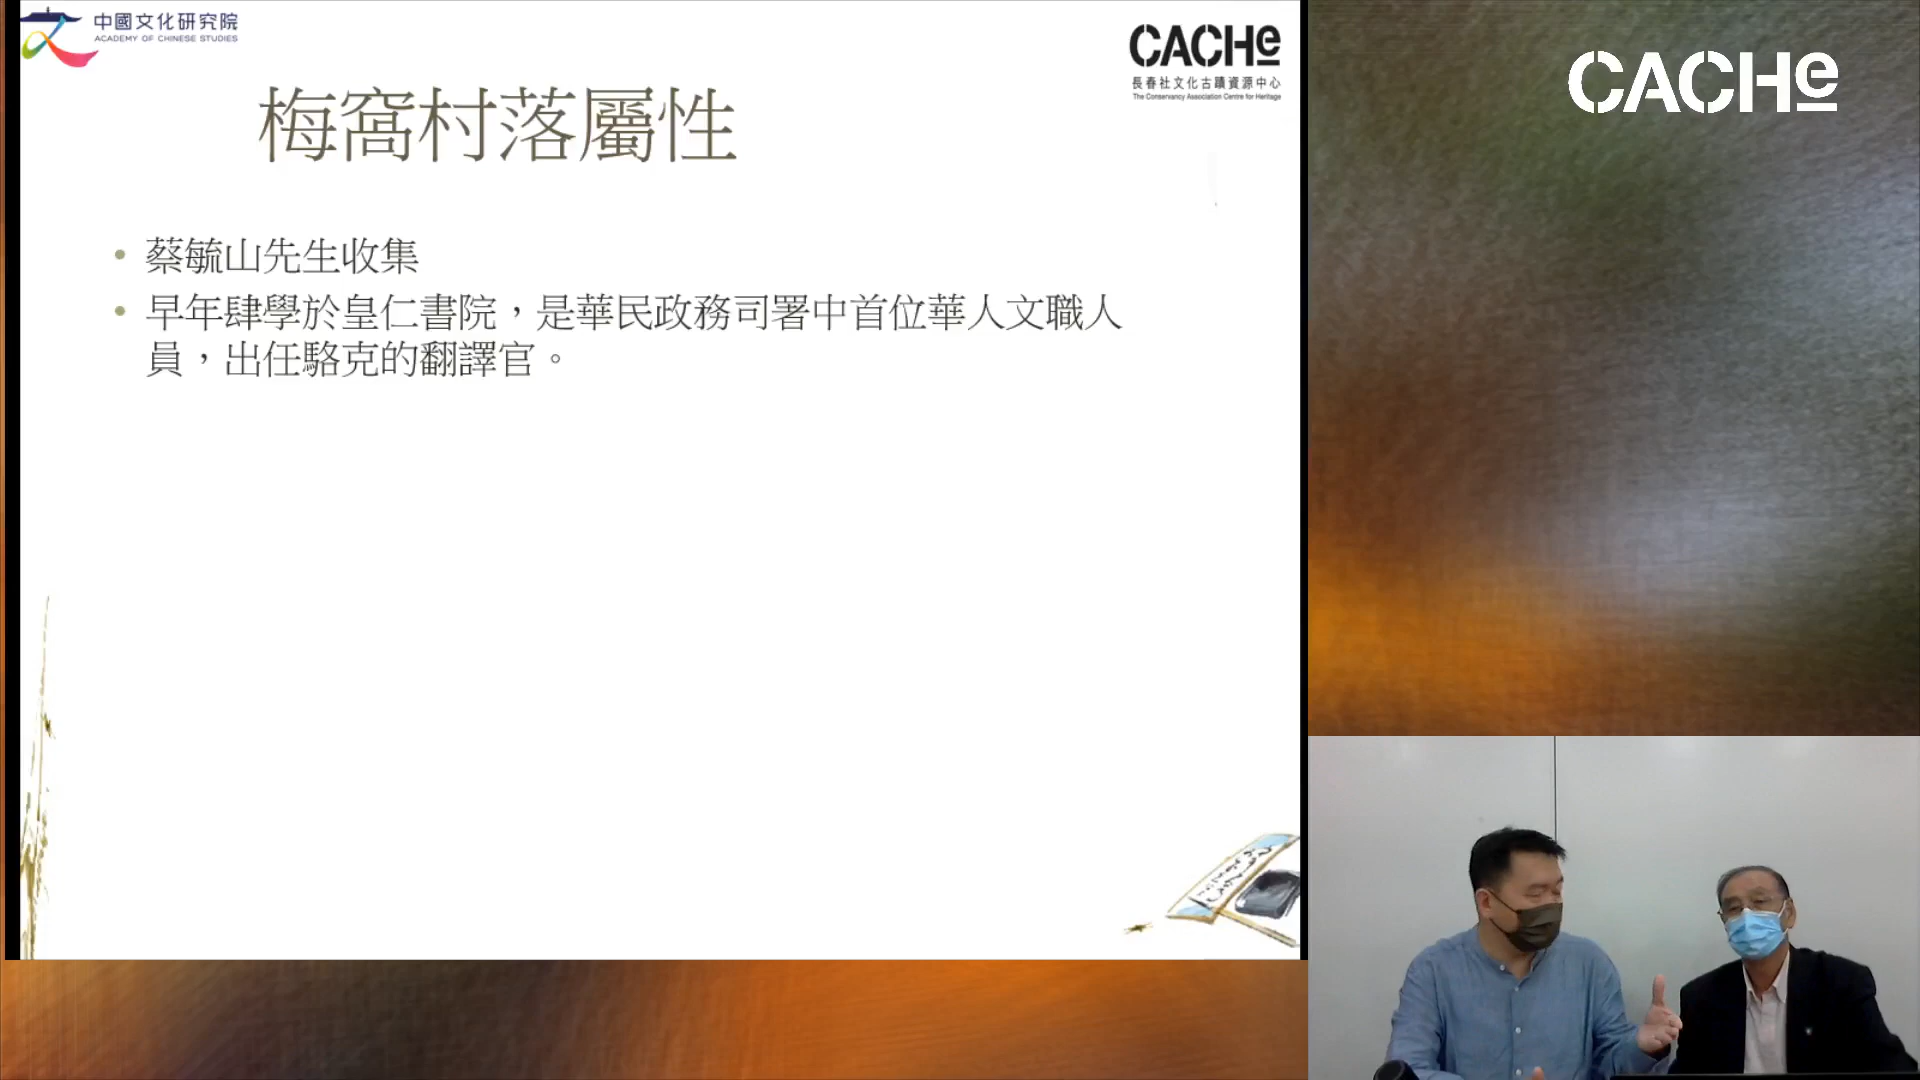 中國文化研究院
ACADEMY OF CHINESE STUDIES
CACHe
長春社文化古蹟資源中心
The Conservancy Association Centre for Heritage
CACHe
梅窩村落屬性
• 蔡毓山先生收集
• 早年肄學於皇仁書院，是華民政務司署中首位華人文職人
員，出任駱克的翻譯官。